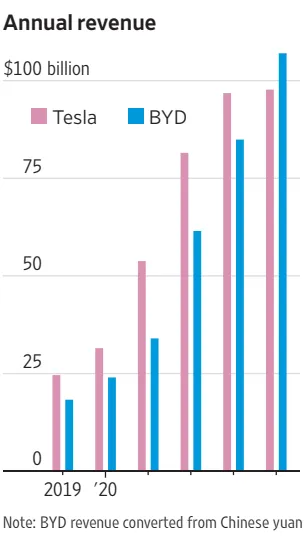 Annual revenue
$100 billion
Tesla BYD
75
50
25
0
2019 ’20
Note: BYD revenue converted from Chinese yuan